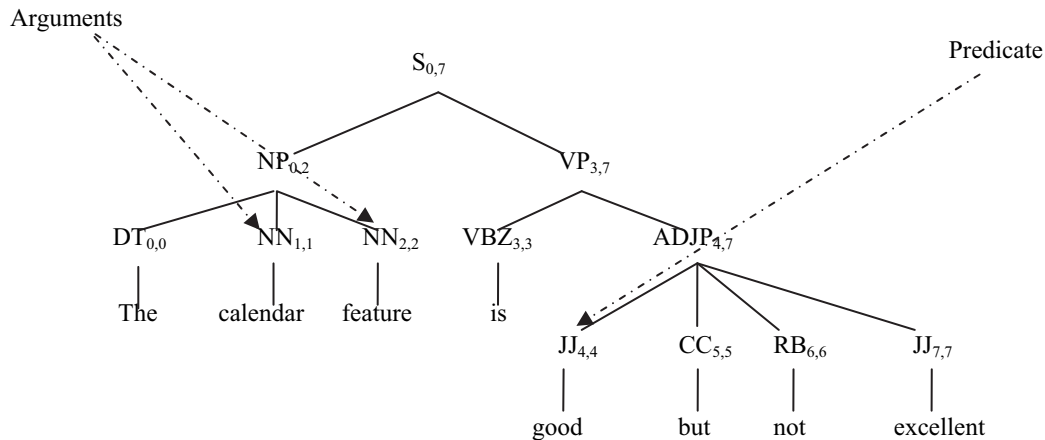 Arguments
Predicate
S0,7
NP0,2 VP3,7
DT0,0 NN1,1 NN2,2 VBZ3,3 ADJP4,7
The calendar feature is
JJ4,4 CC5,5 RB6,6 JJ7,7
good but not excellent